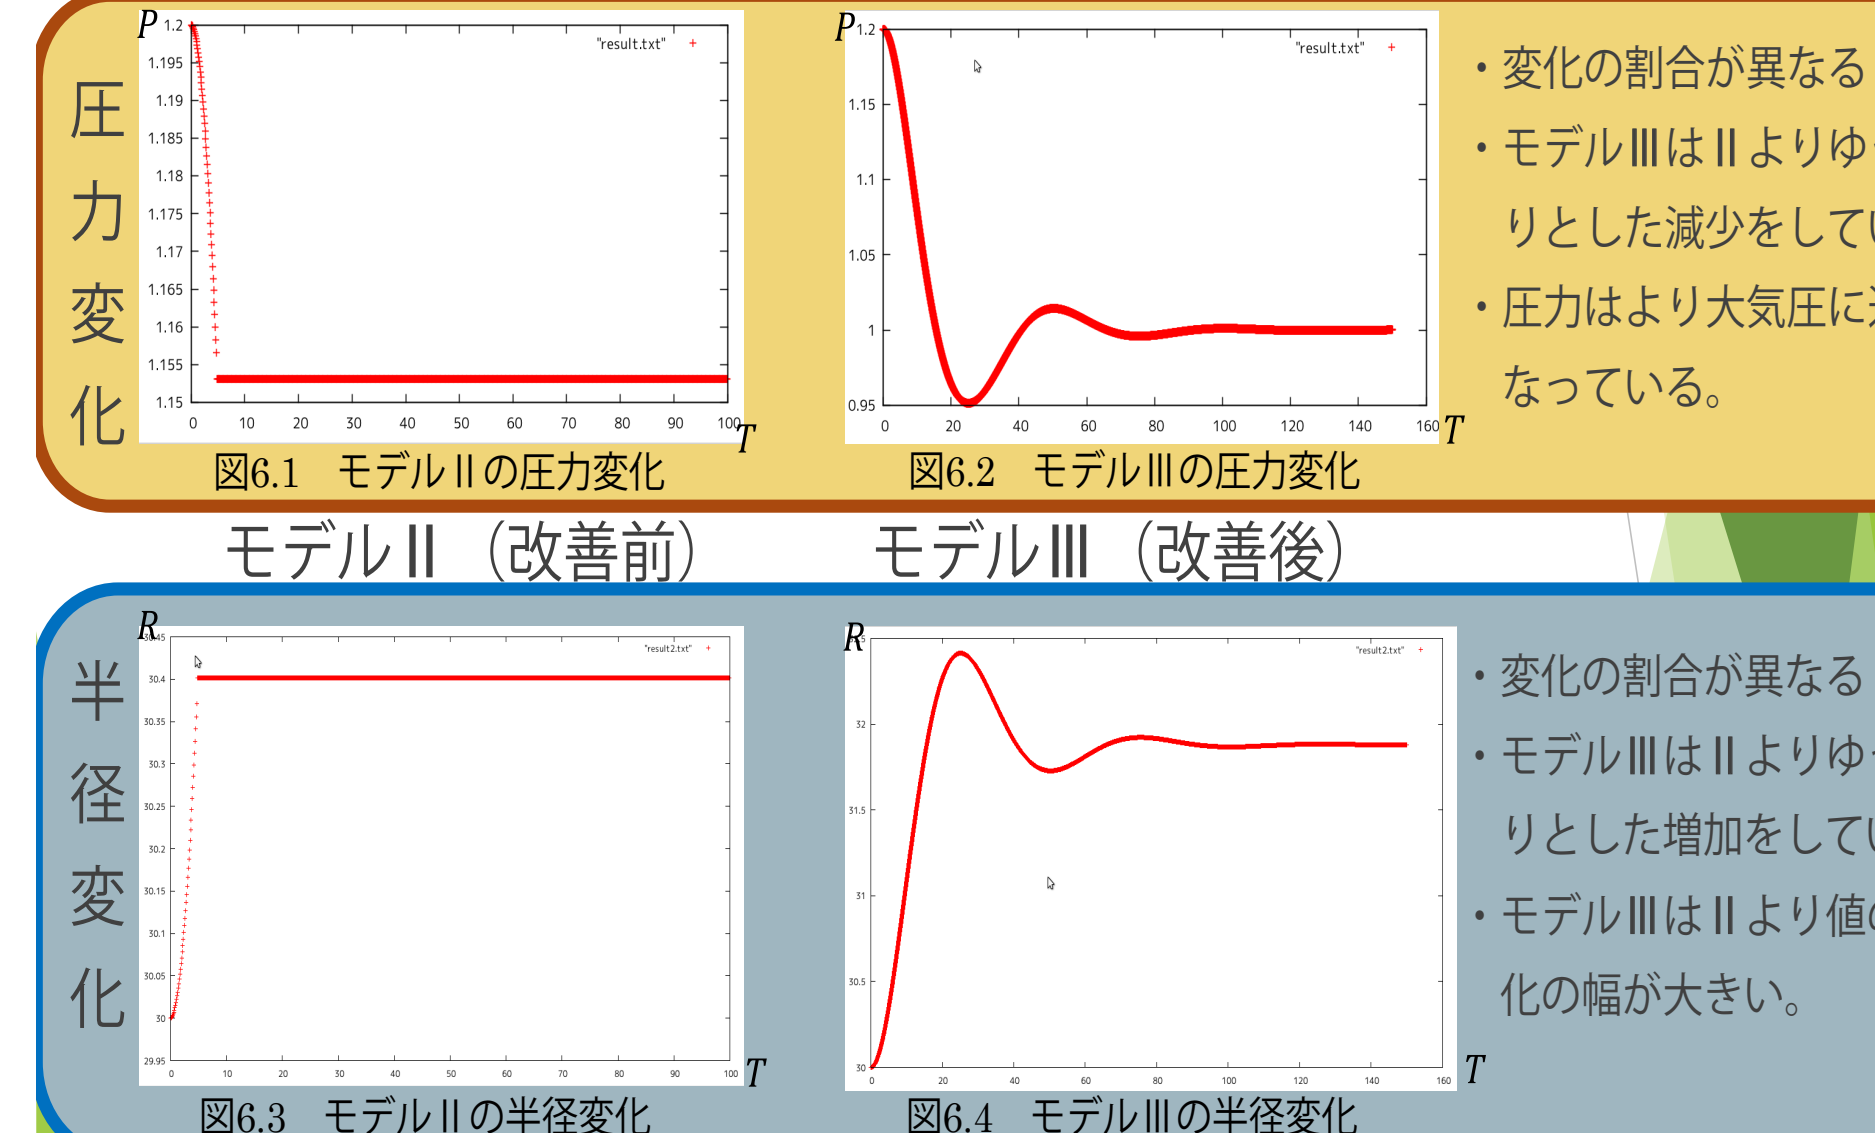 圧力変化
P
1.2
1.195
1.19
1.185
1.18
1.175
1.17
1.165
1.16
1.155
1.15
"result.txt"
0 10 20 30 40 50 60 70 80 90 100
T
図6.1 モデルⅡの圧力変化
P
1.2
1.15
1.1
1.05
1
0.95
"result.txt"
0 20 40 60 80 100 120 140 160
T
図6.2 モデルⅢの圧力変化
・変化の割合が異なる
・モデルⅢはⅡよりゆ
りとした減少をして
・圧力はより大気圧に
なっている。
モデルⅡ（改善前） モデルⅢ（改善後）
半径変化
R
30.4
30.35
30.3
30.25
30.2
30.15
30.1
30.05
30
29.95
"result2.txt"
0 10 20 30 40 50 60 70 80 90 100
T
図6.3 モデルⅡの半径変化
R
32
31.5
31
30.5
30
"result2.txt"
0 20 40 60 80 100 120 140 160
T
図6.4 モデルⅢの半径変化
・変化の割合が異なる
・モデルⅢはⅡよりゆ
りとした増加をして
・モデルⅢはⅡより値
化の幅が大きい。